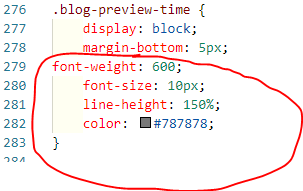 276 .blog-preview-time {
277 display: block;
278 margin-bottom: 5px;
279 font-weight: 600;
280 font-size: 10px;
281 line-height: 150%;
282 color: #787878;
283 }
284